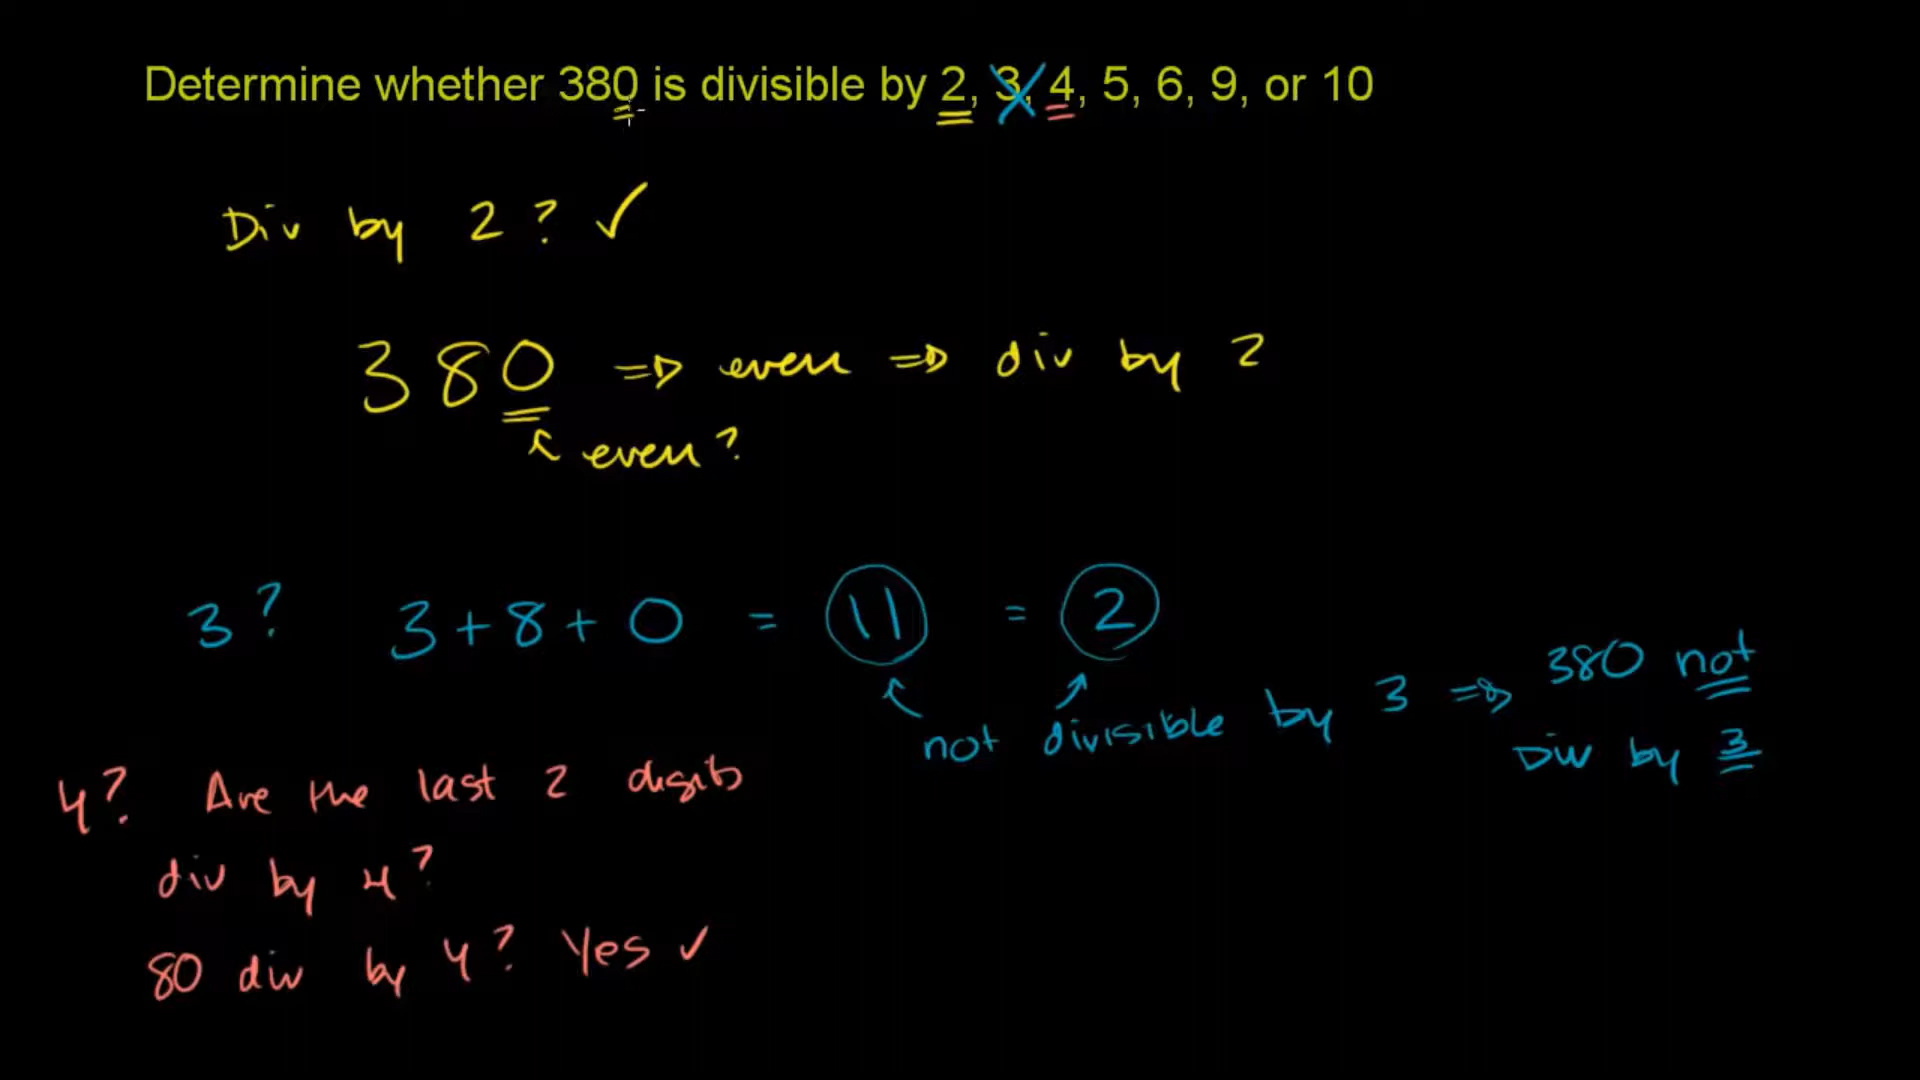 Determine whether 380 is divisible by 2, 3, 4, 5, 6, 9, or 10
Div by 2? ✓
380 ⇒ even ⇒ div by 2
even?
3? 3+8+0 = 11 = 2
not divisible by 3 ⇒ 380 not
Div by 3
4? Are the last 2 digits
div by 4?
80 div by 4? Yes ✓